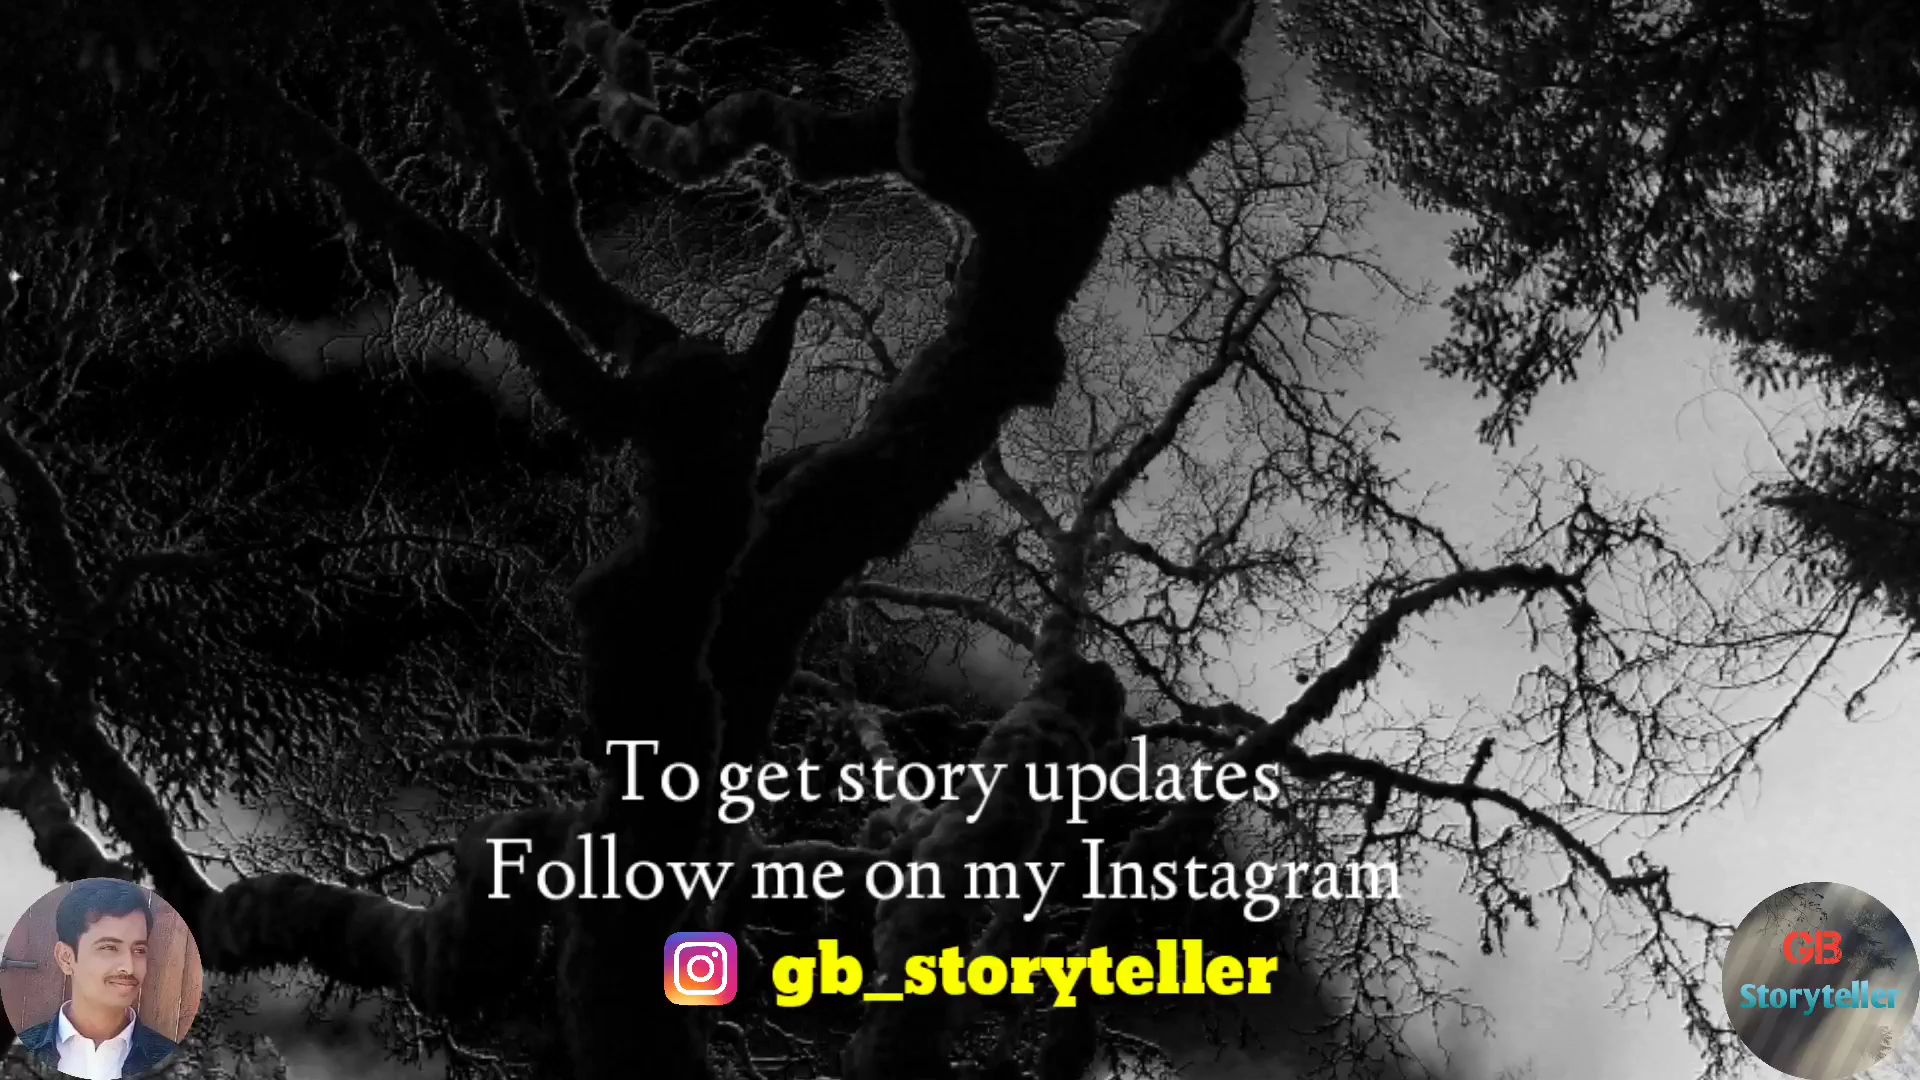 To get story updates
Follow me on my Instagram
gb_storyteller
GB
Storyteller